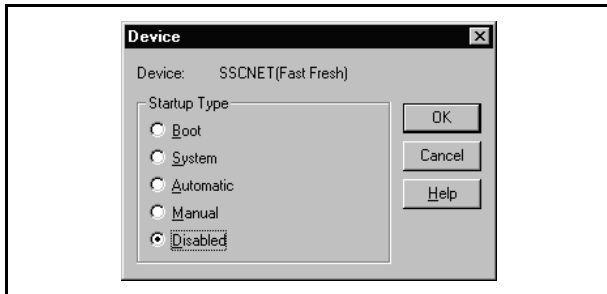 Device
Device: SSCNET(Fast Fresh)
Startup Type
Boot
System
Automatic
Manual
Disabled
OK
Cancel
Help